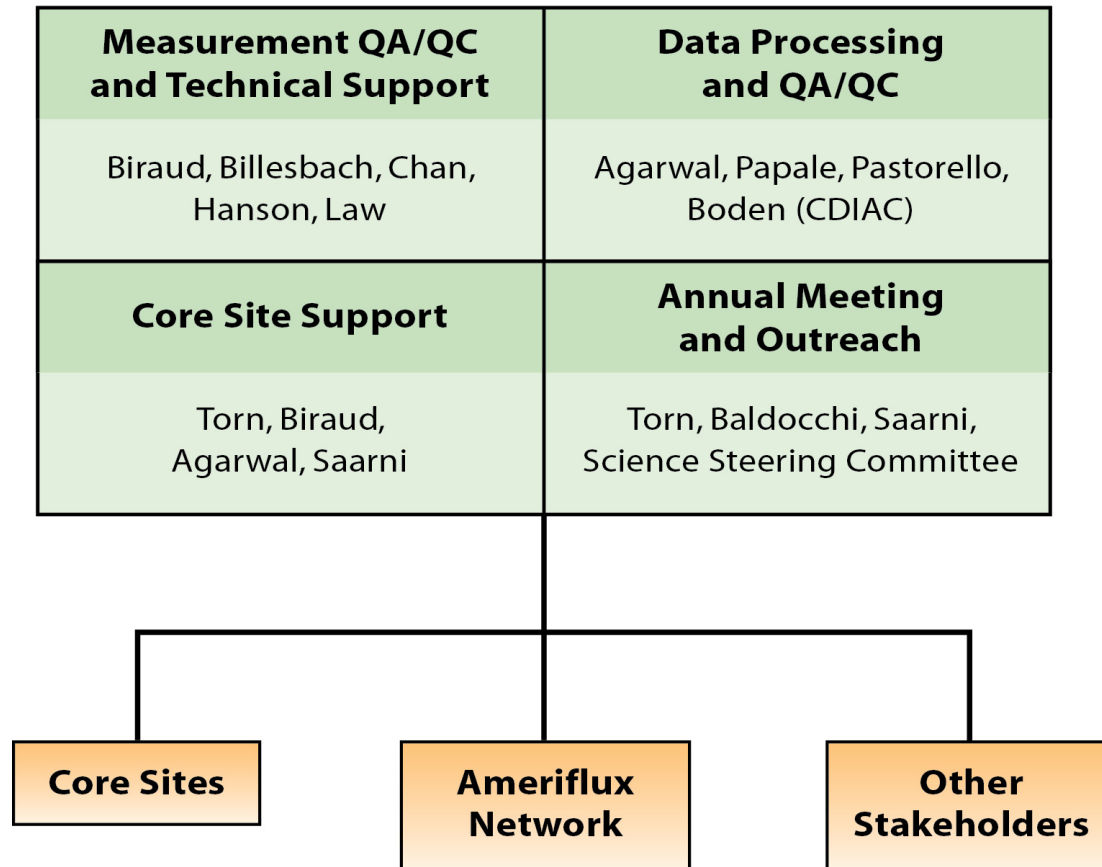 Measurement QA/QC
and Technical Support
Biraud, Billesbach, Chan,
Hanson, Law
Data Processing
and QA/QC
Agarwal, Papale, Pastorello,
Boden (CDIAC)
Core Site Support
Torn, Biraud,
Agarwal, Saarni
Annual Meeting
and Outreach
Torn, Baldocchi, Saarni,
Science Steering Committee
Core Sites
Ameriflux
Network
Other
Stakeholders